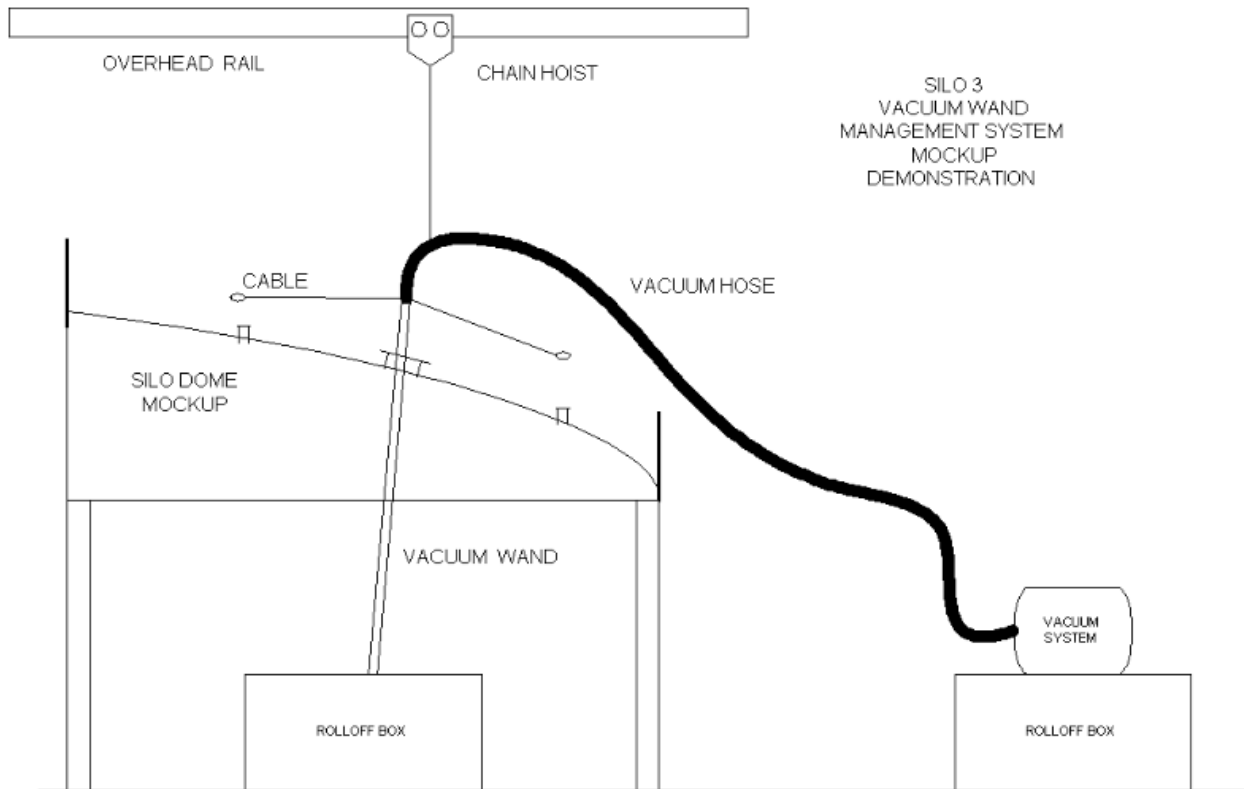 OVERHEAD RAIL
CHAIN HOIST
SILO 3
VACUUM WAND
MANAGEMENT SYSTEM
MOCKUP
DEMONSTRATION
CABLE
VACUUM HOSE
SILO DOME
MOCKUP
VACUUM WAND
VACUUM
SYSTEM
ROLLOFF BOX
ROLLOFF BOX